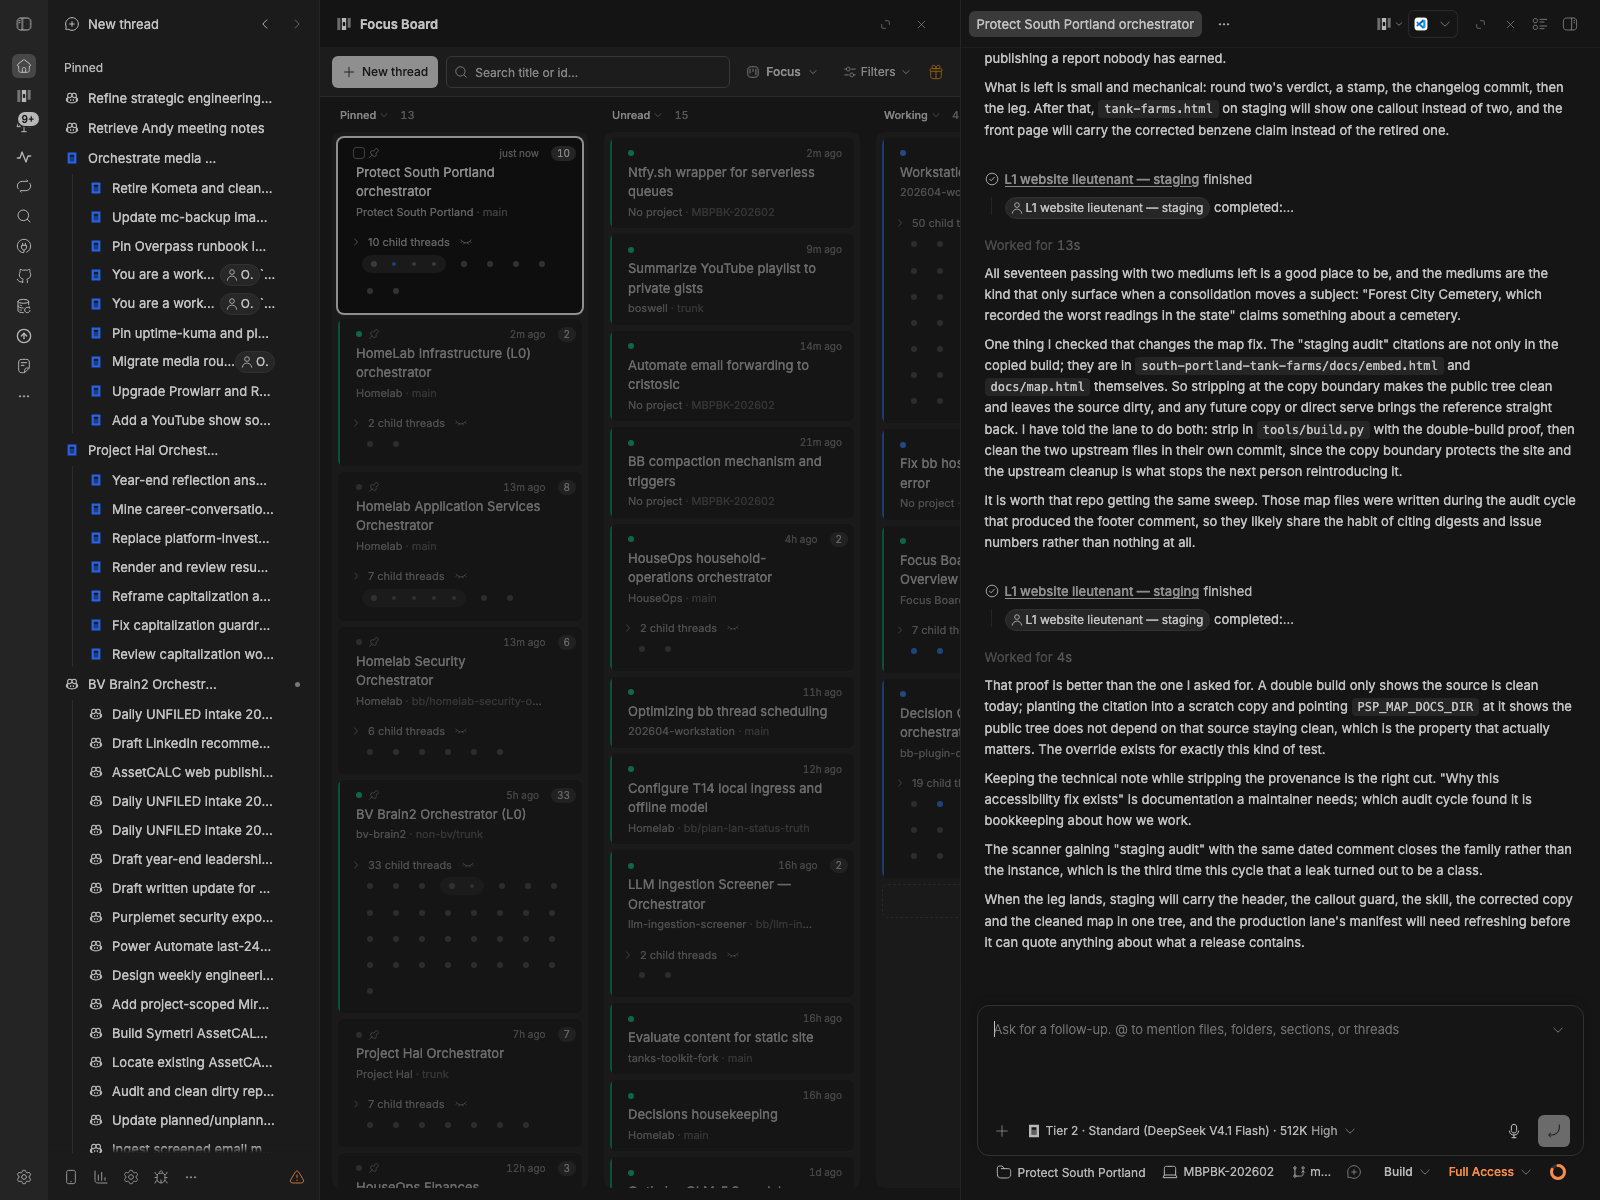 New thread
Pinned
Refine strategic engineering...
Retrieve Andy meeting notes
Orchestrate media ...
Retire Kometa and clean...
Update mc-backup ima...
Pin Overpass runbook i...
You are a work... O. `...
You are a work... O. `...
Pin uptime-kuma and pl...
Migrate media rou... O.
Upgrade Prowlarr and R...
Add a YouTube show so...
Project Hal Orchest...
Year-end reflection ans...
Mine career-conversatio...
Replace platform-invest...
Render and review resu...
Reframe capitalization a...
Fix capitalization guardr...
Review capitalization wo...
BV Brain2 Orchestr...
Daily UNFILED intake 20...
Draft LinkedIn recomme...
AssetCALC web publishi...
Daily UNFILED intake 20...
Daily UNFILED intake 20...
Draft year-end leadershi...
Draft written update for ...
Purplemet security expo...
Power Automate last-24...
Design weekly engineeri...
Add project-scoped Mir...
Build Symetri AssetCAL...
Locate existing AssetCA...
Audit and clean dirty rep...
Update planned/unplann...
Ingest screened email m...
9+
Focus Board
New thread
Search title or id...
Focus
Filters
Pinned 13
just now 10
Protect South Portland
orchestrator
Protect South Portland · main
10 child threads
2m ago 2
HomeLab Infrastructure (L0)
orchestrator
Homelab · main
2 child threads
13m ago 8
Homelab Application Services
Orchestrator
Homelab · main
7 child threads
13m ago 6
Homelab Security
Orchestrator
Homelab · bb/homelab-security-o...
6 child threads
5h ago 33
BV Brain2 Orchestrator (L0)
bv-brain2 · non-bv/trunk
33 child threads
7h ago 7
Project Hal Orchestrator
Project Hal · trunk
7 child threads
12h ago 3
HouseOps Finances
Unread 15
2m ago
Ntfy.sh wrapper for serverless
queues
No project · MBPBK-202602
9m ago
Summarize YouTube playlist to
private gists
boswell · trunk
14m ago
Automate email forwarding to
cristosic
No project · MBPBK-202602
21m ago
BB compaction mechanism and
triggers
No project · MBPBK-202602
4h ago 2
HouseOps household-
operations orchestrator
HouseOps · main
2 child threads
11h ago
Optimizing bb thread scheduling
202604-workstation · main
12h ago
Configure T14 local ingress and
offline model
Homelab · bb/plan-lan-status-truth
16h ago 2
LLM Ingestion Screener —
Orchestrator
llm-ingestion-screener · bb/llm-in...
2 child threads
16h ago
Evaluate content for static site
tanks-toolkit-fork · main
16h ago
Decisions housekeeping
Homelab · main
1d ago
Working 4
Workstati
202604-wo
50 child t
Fix bb hos
error
No project ·
Focus Boa
Overview
Focus Board
7 child th
Decision C
orchestrat
bb-plugin-c
19 child t
Protect South Portland orchestrator
publishing a report nobody has earned.
What is left is small and mechanical: round two's verdict, a stamp, the changelog commit, then
the leg. After that, tank-farms.html on staging will show one callout instead of two, and the
front page will carry the corrected benzene claim instead of the retired one.
L1 website lieutenant — staging finished
L1 website lieutenant — staging completed:...
Worked for 13s
All seventeen passing with two mediums left is a good place to be, and the mediums are the
kind that only surface when a consolidation moves a subject: "Forest City Cemetery, which
recorded the worst readings in the state" claims something about a cemetery.
One thing I checked that changes the map fix. The "staging audit" citations are not only in the
copied build; they are in south-portland-tank-farms/docs/embed.html and
docs/map.html themselves. So stripping at the copy boundary makes the public tree clean
and leaves the source dirty, and any future copy or direct serve brings the reference straight
back. I have told the lane to do both: strip in tools/build.py with the double-build proof, then
clean the two upstream files in their own commit, since the copy boundary protects the site and
the upstream cleanup is what stops the next person reintroducing it.
It is worth that repo getting the same sweep. Those map files were written during the audit cycle
that produced the footer comment, so they likely share the habit of citing digests and issue
numbers rather than nothing at all.
L1 website lieutenant — staging finished
L1 website lieutenant — staging completed:...
Worked for 4s
That proof is better than the one I asked for. A double build only shows the source is clean
today; planting the citation into a scratch copy and pointing PSP_MAP_DOCS_DIR at it shows the
public tree does not depend on that source staying clean, which is the property that actually
matters. The override exists for exactly this kind of test.
Keeping the technical note while stripping the provenance is the right cut. "Why this
accessibility fix exists" is documentation a maintainer needs; which audit cycle found it is
bookkeeping about how we work.
The scanner gaining "staging audit" with the same dated comment closes the family rather than
the instance, which is the third time this cycle that a leak turned out to be a class.
When the leg lands, staging will carry the header, the callout guard, the skill, the corrected copy
and the cleaned map in one tree, and the production lane's manifest will need refreshing before
it can quote anything about what a release contains.
Ask for a follow-up. @ to mention files, folders, sections, or threads
Tier 2 · Standard (DeepSeek V4.1 Flash) · 512K High
Protect South Portland MBPBK-202602 m... Build Full Access